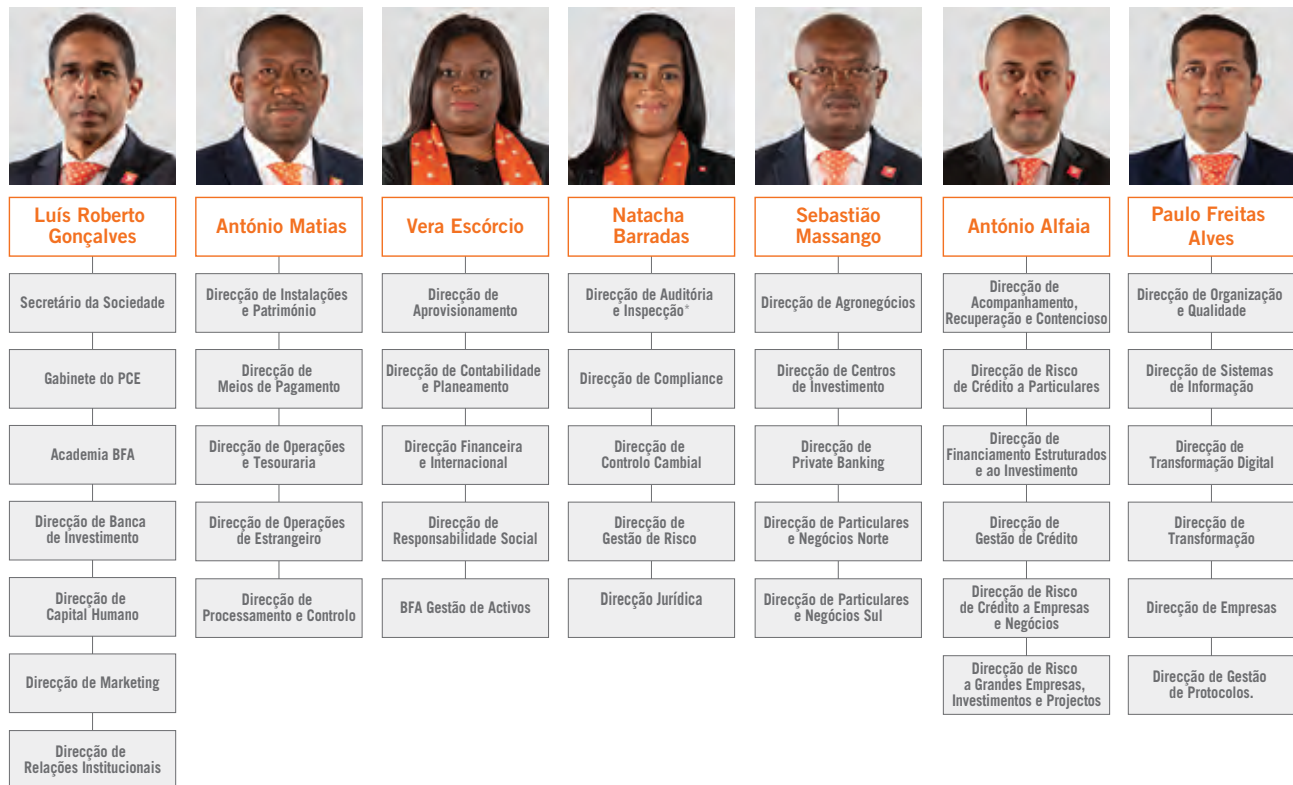 Luís Roberto
Gonçalves
Secretário da Sociedade
Gabinete do PCE
Academia BFA
Direcção de Banca
de Investimento
Direcção de
Capital Humano
Direcção de Marketing
Direcção de
Relações Institucionais
António Matias
Direcção de Instalações
e Património
Direcção de
Meios de Pagamento
Direcção de Operações
e Tesouraria
Direcção de Operações
de Estrangeiro
Direcção de
Processamento e Controlo
Vera Escórcio
Direcção de
Aprovisionamento
Direcção de Contabilidade
e Planeamento
Direcção Financeira
e Internacional
Direcção de
Responsabilidade Social
BFA Gestão de Activos
Natacha
Barradas
Direcção de Auditória
e Inspecção*
Direcção de Compliance
Direcção de
Controlo Cambial
Direcção de
Gestão de Risco
Direcção Jurídica
Sebastião
Massango
Direcção de Agronegócios
Direcção de Centros
de Investimento
Direcção de
Private Banking
Direcção de Particulares
e Negócios Norte
Direcção de Particulares
e Negócios Sul
António Alfaia
Direcção de
Acompanhamento,
Recuperação e Contencioso
Direcção de Risco
de Crédito a Particulares
Direcção de
Financiamento Estruturados
e ao Investimento
Direcção de
Gestão de Crédito
Direcção de Risco
de Crédito a Empresas
e Negócios
Direcção de Risco
a Grandes Empresas,
Investimentos e Projectos
Paulo Freitas
Alves
Direcção de Organização
e Qualidade
Direcção de Sistemas
de Informação
Direcção de
Transformação Digital
Direcção de
Transformação
Direcção de Empresas
Direcção de Gestão
de Protocolos.